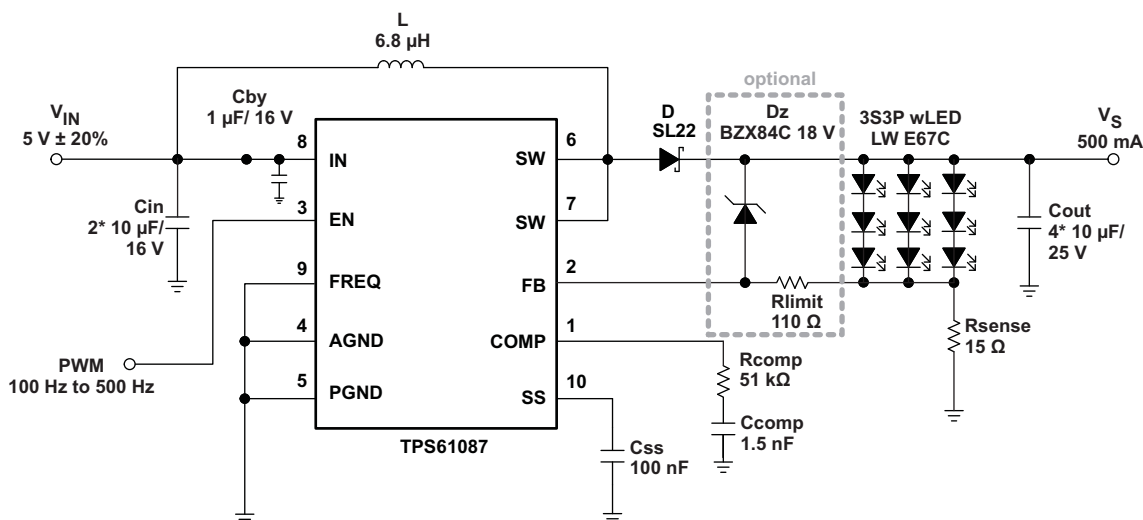 L
6.8 µH
optional
Cby
1 µF/ 16 V
VIN
5 V ± 20%
D
SL22
Dz
BZX84C 18 V
3S3P wLED
LW E67C
VS
500 mA
8
IN
SW
6
Cin
2* 10 µF/
16 V
3
EN
SW
7
Cout
4* 10 µF/
25 V
9
FREQ
FB
2
Rlimit
110 Ω
4
AGND
COMP
1
Rsense
15 Ω
PWM
100 Hz to 500 Hz
Rcomp
51 kΩ
5
PGND
SS
10
Ccomp
1.5 nF
TPS61087
Css
100 nF